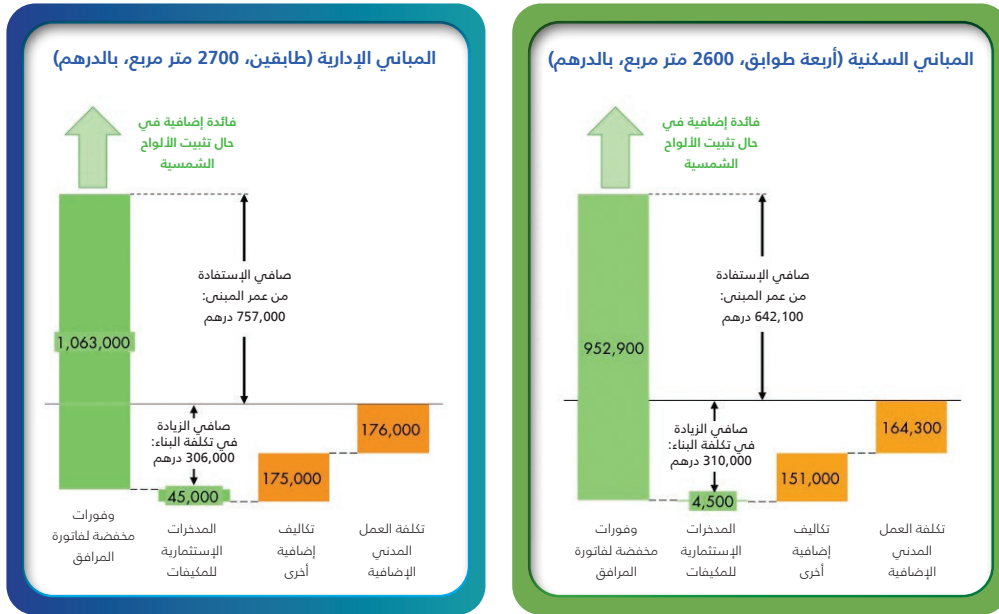 المباني السكنية (أربعة طوابق، 2600 متر مربع، بالدرهم)
فائدة إضافية في
حال تثبيت الألواح
الشمسية
صافي الإستفادة
من عمر المبنى:
642,100 درهم
952,900
صافي الزيادة
في تكلفة البناء:
310,000 درهم
4,500
151,000
164,300
تكلفة العمل
المدني
الإضافية
تكاليف
إضافية
أخرى
المدخرات
الإستثمارية
للمكيفات
وفورات
مخفضة لفاتورة
المرافق
المباني الإدارية (طابقين، 2700 متر مربع، بالدرهم)
فائدة إضافية في
حال تثبيت الألواح
الشمسية
صافي الإستفادة
من عمر المبنى:
757,000 درهم
1,063,000
صافي الزيادة
في تكلفة البناء:
306,000 درهم
45,000
175,000
176,000
تكلفة العمل
المدني
الإضافية
تكاليف
إضافية
أخرى
المدخرات
الإستثمارية
للمكيفات
وفورات
مخفضة لفاتورة
المرافق